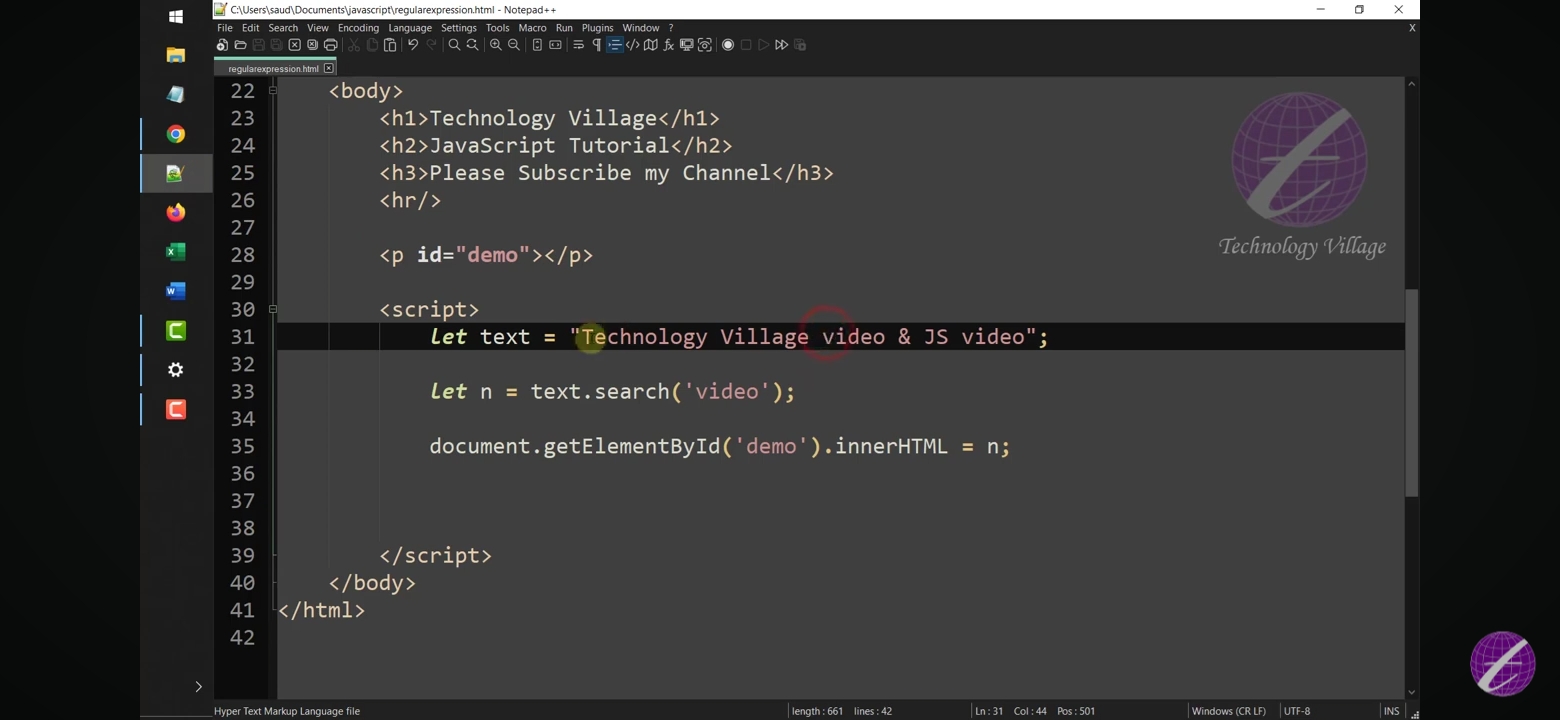 C:\Users\saud\Documents\javascript\regularexpression.html - Notepad++
File Edit Search View Encoding Language Settings Tools Macro Run Plugins Window ? X
regularexpression.html
22 <body>
23 <h1>Technology Village</h1>
24 <h2>JavaScript Tutorial</h2>
25 <h3>Please Subscribe my Channel</h3>
26 <hr/>
27
28 <p id="demo"></p>
29
30 <script>
31 let text = "Technology Village video & JS video";
32
33 let n = text.search('video');
34
35 document.getElementById('demo').innerHTML = n;
36
37
38
39 </script>
40 </body>
41 </html>
42
Technology Village
Hyper Text Markup Language file length : 661 lines : 42 Ln : 31 Col : 44 Pos : 501 Windows (CR LF) UTF-8 INS